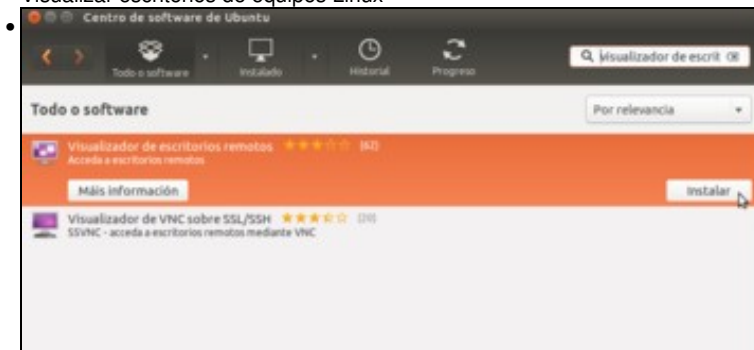 Visualizar escritorios de equipos Linux
Centro de software de Ubuntu
Todo o software
Instalado
Historial
Progreso
visualizador de escrit
Todo o software
Por relevancia
Visualizador de escritorios remotos (62)
Acceda a escritorios remotos
Máis información
Instalar
Visualizador de VNC sobre SSL/SSH (20)
SSVNC - acceda a escritorios remotos mediante VNC